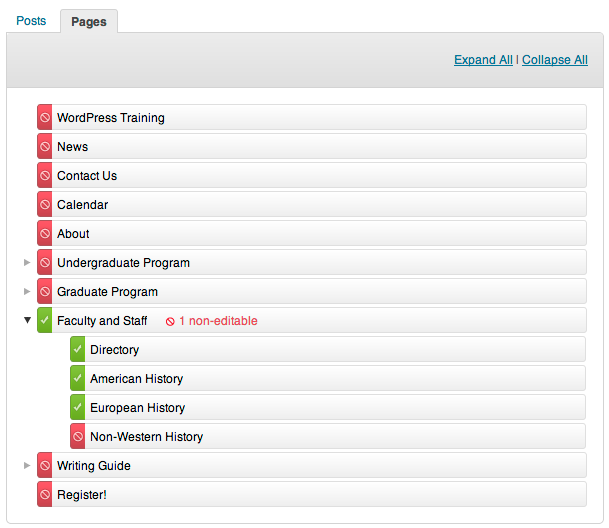 Posts Pages
Expand All | Collapse All
WordPress Training
News
Contact Us
Calendar
About
Undergraduate Program
Graduate Program
Faculty and Staff 1 non-editable
Directory
American History
European History
Non-Western History
Writing Guide
Register!